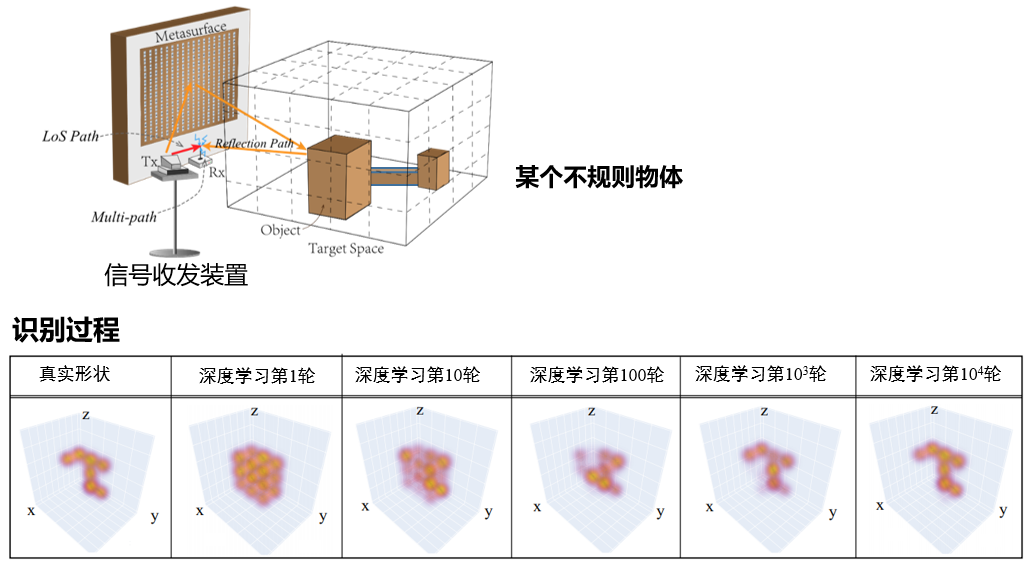 Metasurface
LoS Path
Tx
Rx
Reflection Path
Multi-path
Object
Target Space
某个不规则物体
信号收发装置
识别过程
真实形状
深度学习第1轮
深度学习第10轮
深度学习第100轮
深度学习第10³轮
深度学习第10⁴轮
z
x
y
z
x
y
z
x
y
z
x
y
z
x
y
z
x
y